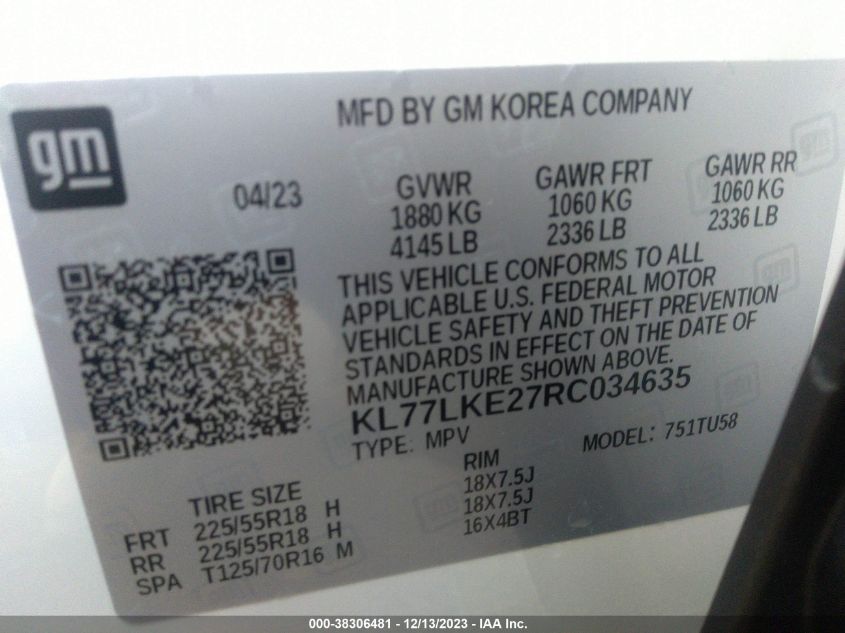 gm
MFD BY GM KOREA COMPANY
04/23
GVWR
1880 KG
4145 LB
GAWR FRT
1060 KG
2336 LB
GAWR RR
1060 KG
2336 LB
THIS VEHICLE CONFORMS TO ALL
APPLICABLE U.S. FEDERAL MOTOR
VEHICLE SAFETY AND THEFT PREVENTION
STANDARDS IN EFFECT ON THE DATE OF
MANUFACTURE SHOWN ABOVE.
KL77LKE27RC034635
TYPE: MPV
MODEL: 751TU58
TIRE SIZE
RIM
FRT 225/55R18 H 18X7.5J
RR 225/55R18 H 18X7.5J
SPA T125/70R16 M 16X4BT
000-38306481 - 12/13/2023 - IAA Inc.